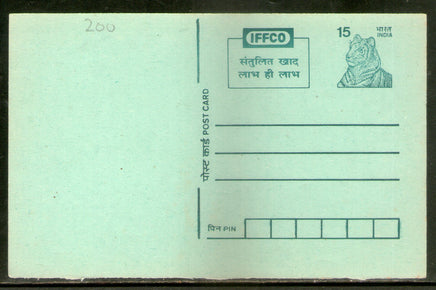 200
IFFCO
संतुलित खाद
लाभ ही लाभ
15 भारत
INDIA
पोस्ट कार्ड POST CARD
पिन PIN